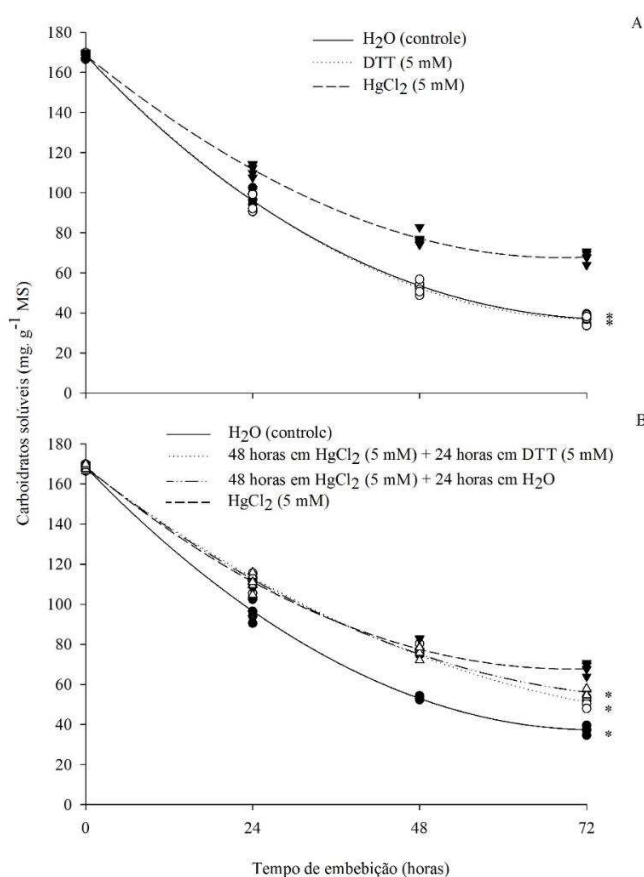 A
H2O (controle)
DTT (5 mM)
HgCl2 (5 mM)
180
160
140
120
100
80
60
40
20
0
*
*
Carboidratos solúveis (mg. g-1 MS)
B
H2O (controle)
48 horas em HgCl2 (5 mM) + 24 horas cm DTT (5 mM)
48 horas em HgCl2 (5 mM) + 24 horas cm H2O
HgCl2 (5 mM)
180
160
140
120
100
80
60
40
20
0
*
*
*
0 24 48 72
Tempo de embebição (horas)